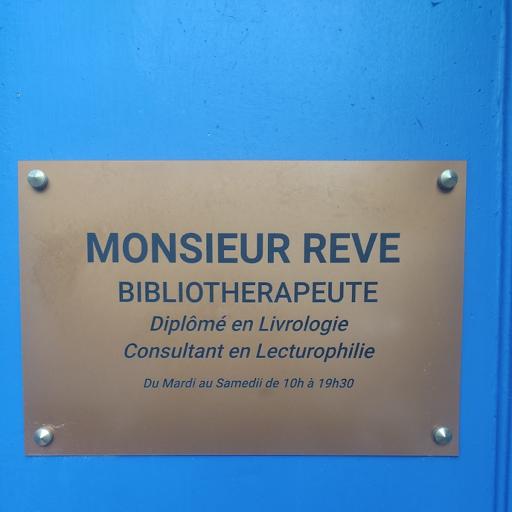 MONSIEUR REVE
BIBLIOTHERAPEUTE
Diplômé en Livrologie
Consultant en Lecturophilie
Du Mardi au Samedii de 10h à 19h30